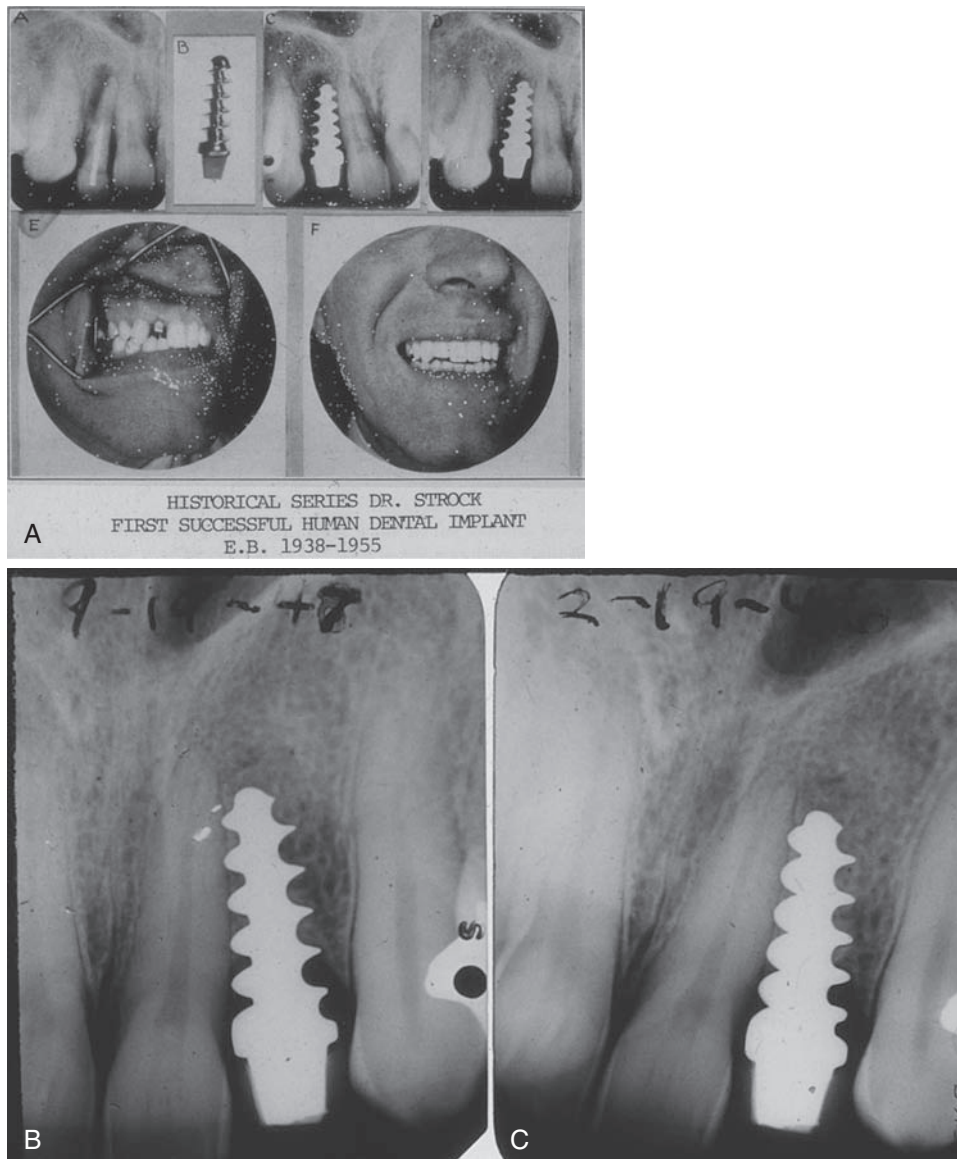 A
B
C
D
E
F
HISTORICAL SERIES DR. STROCK
FIRST SUCCESSFUL HUMAN DENTAL IMPLANT
E.B. 1938-1955
A
B
C